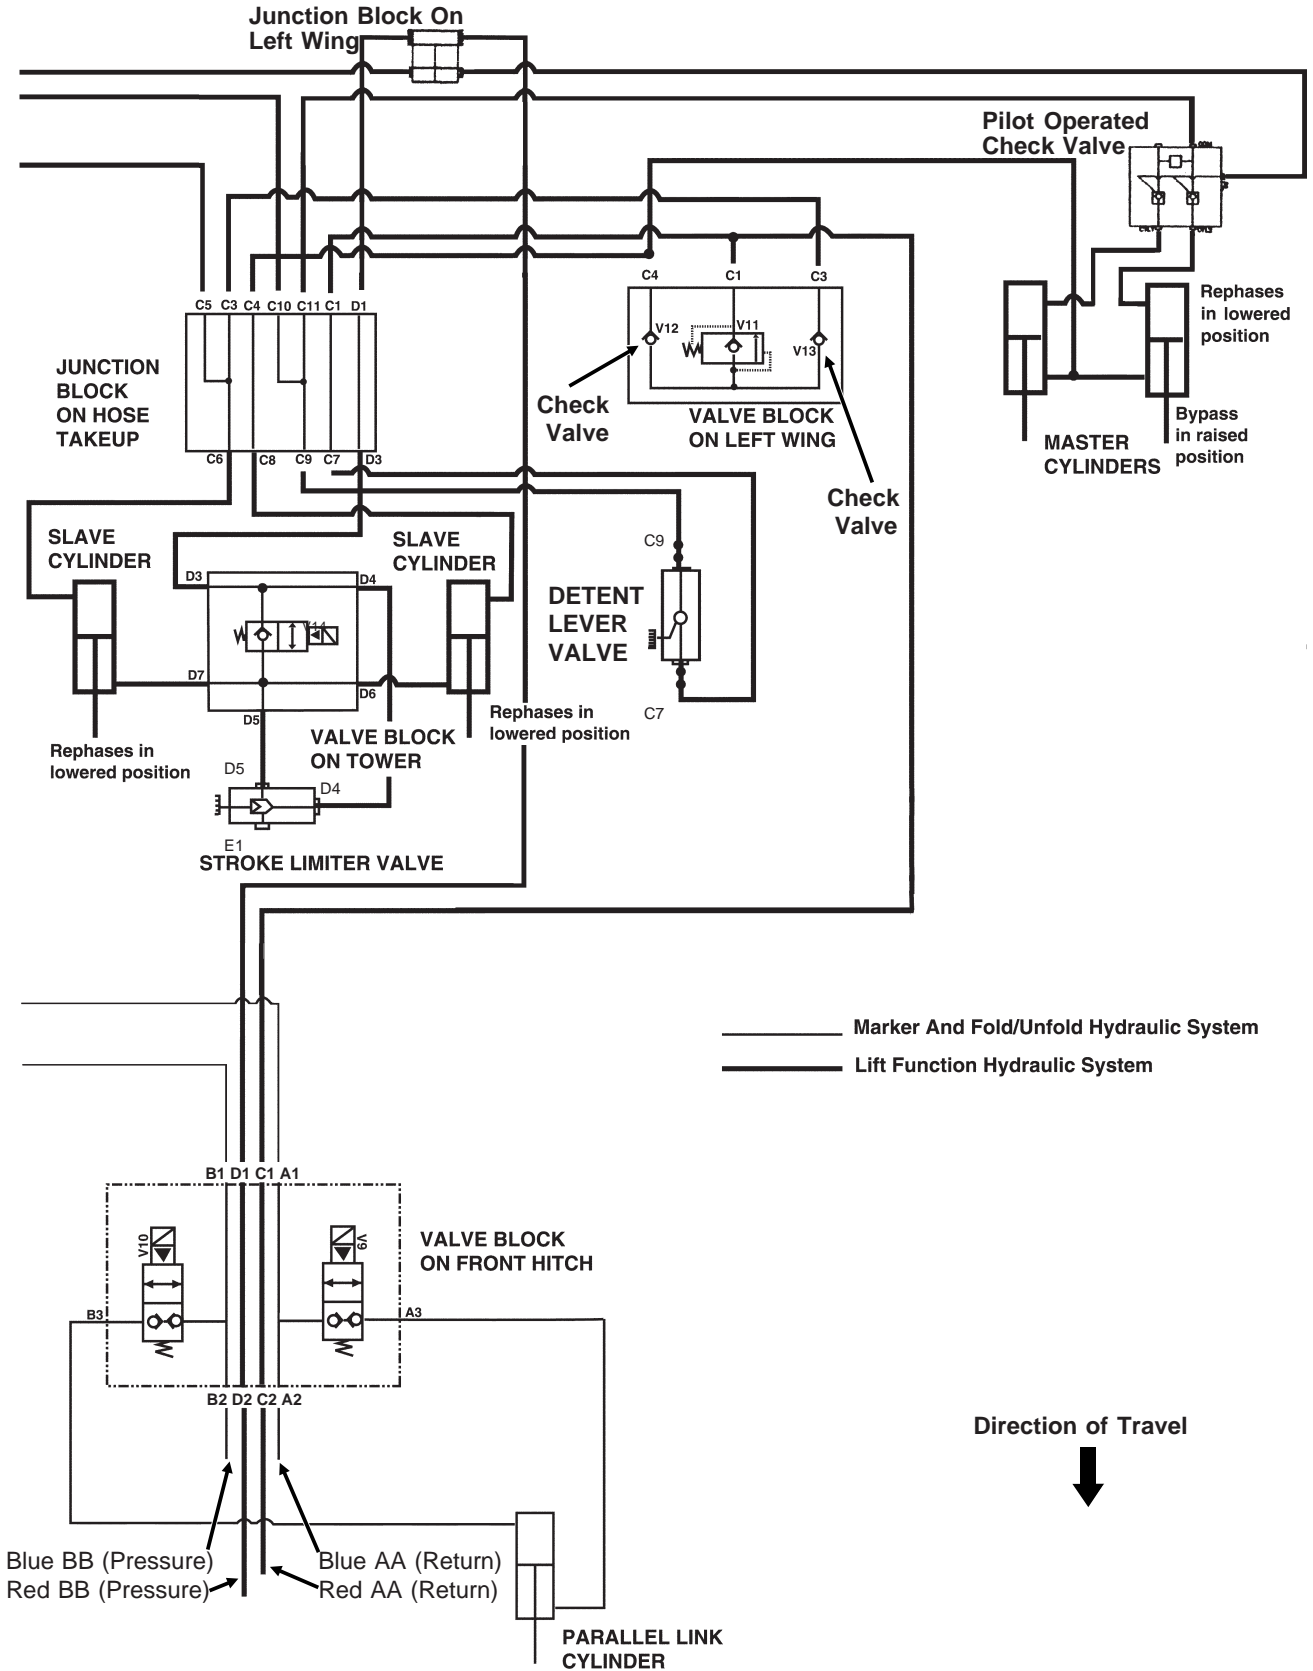 Junction Block On
Left Wing
Pilot Operated
Check Valve
COM
CYL1
CYL2
C4 C1 C3
C5 C3 C4 C10 C11 C1 D1
V12
V11
V13
JUNCTION
BLOCK
ON HOSE
TAKEUP
Check
Valve
VALVE BLOCK
ON LEFT WING
Rephases
in lowered
position
Bypass
in raised
position
MASTER
CYLINDERS
C6 C8 C9 C7 D3
Check
Valve
SLAVE
CYLINDER
SLAVE
CYLINDER
C9
D3
D4
V14
DETENT
LEVER
VALVE
D7
D6
D5
C7
Rephases in
lowered position
VALVE BLOCK
ON TOWER
Rephases in
lowered position
D5
D4
E1
STROKE LIMITER VALVE
Marker And Fold/Unfold Hydraulic System
Lift Function Hydraulic System
B1 D1 C1 A1
V10
V9
VALVE BLOCK
ON FRONT HITCH
B3
A3
B2 D2 C2 A2
Direction of Travel
Blue BB (Pressure)
Red BB (Pressure)
Blue AA (Return)
Red AA (Return)
PARALLEL LINK
CYLINDER